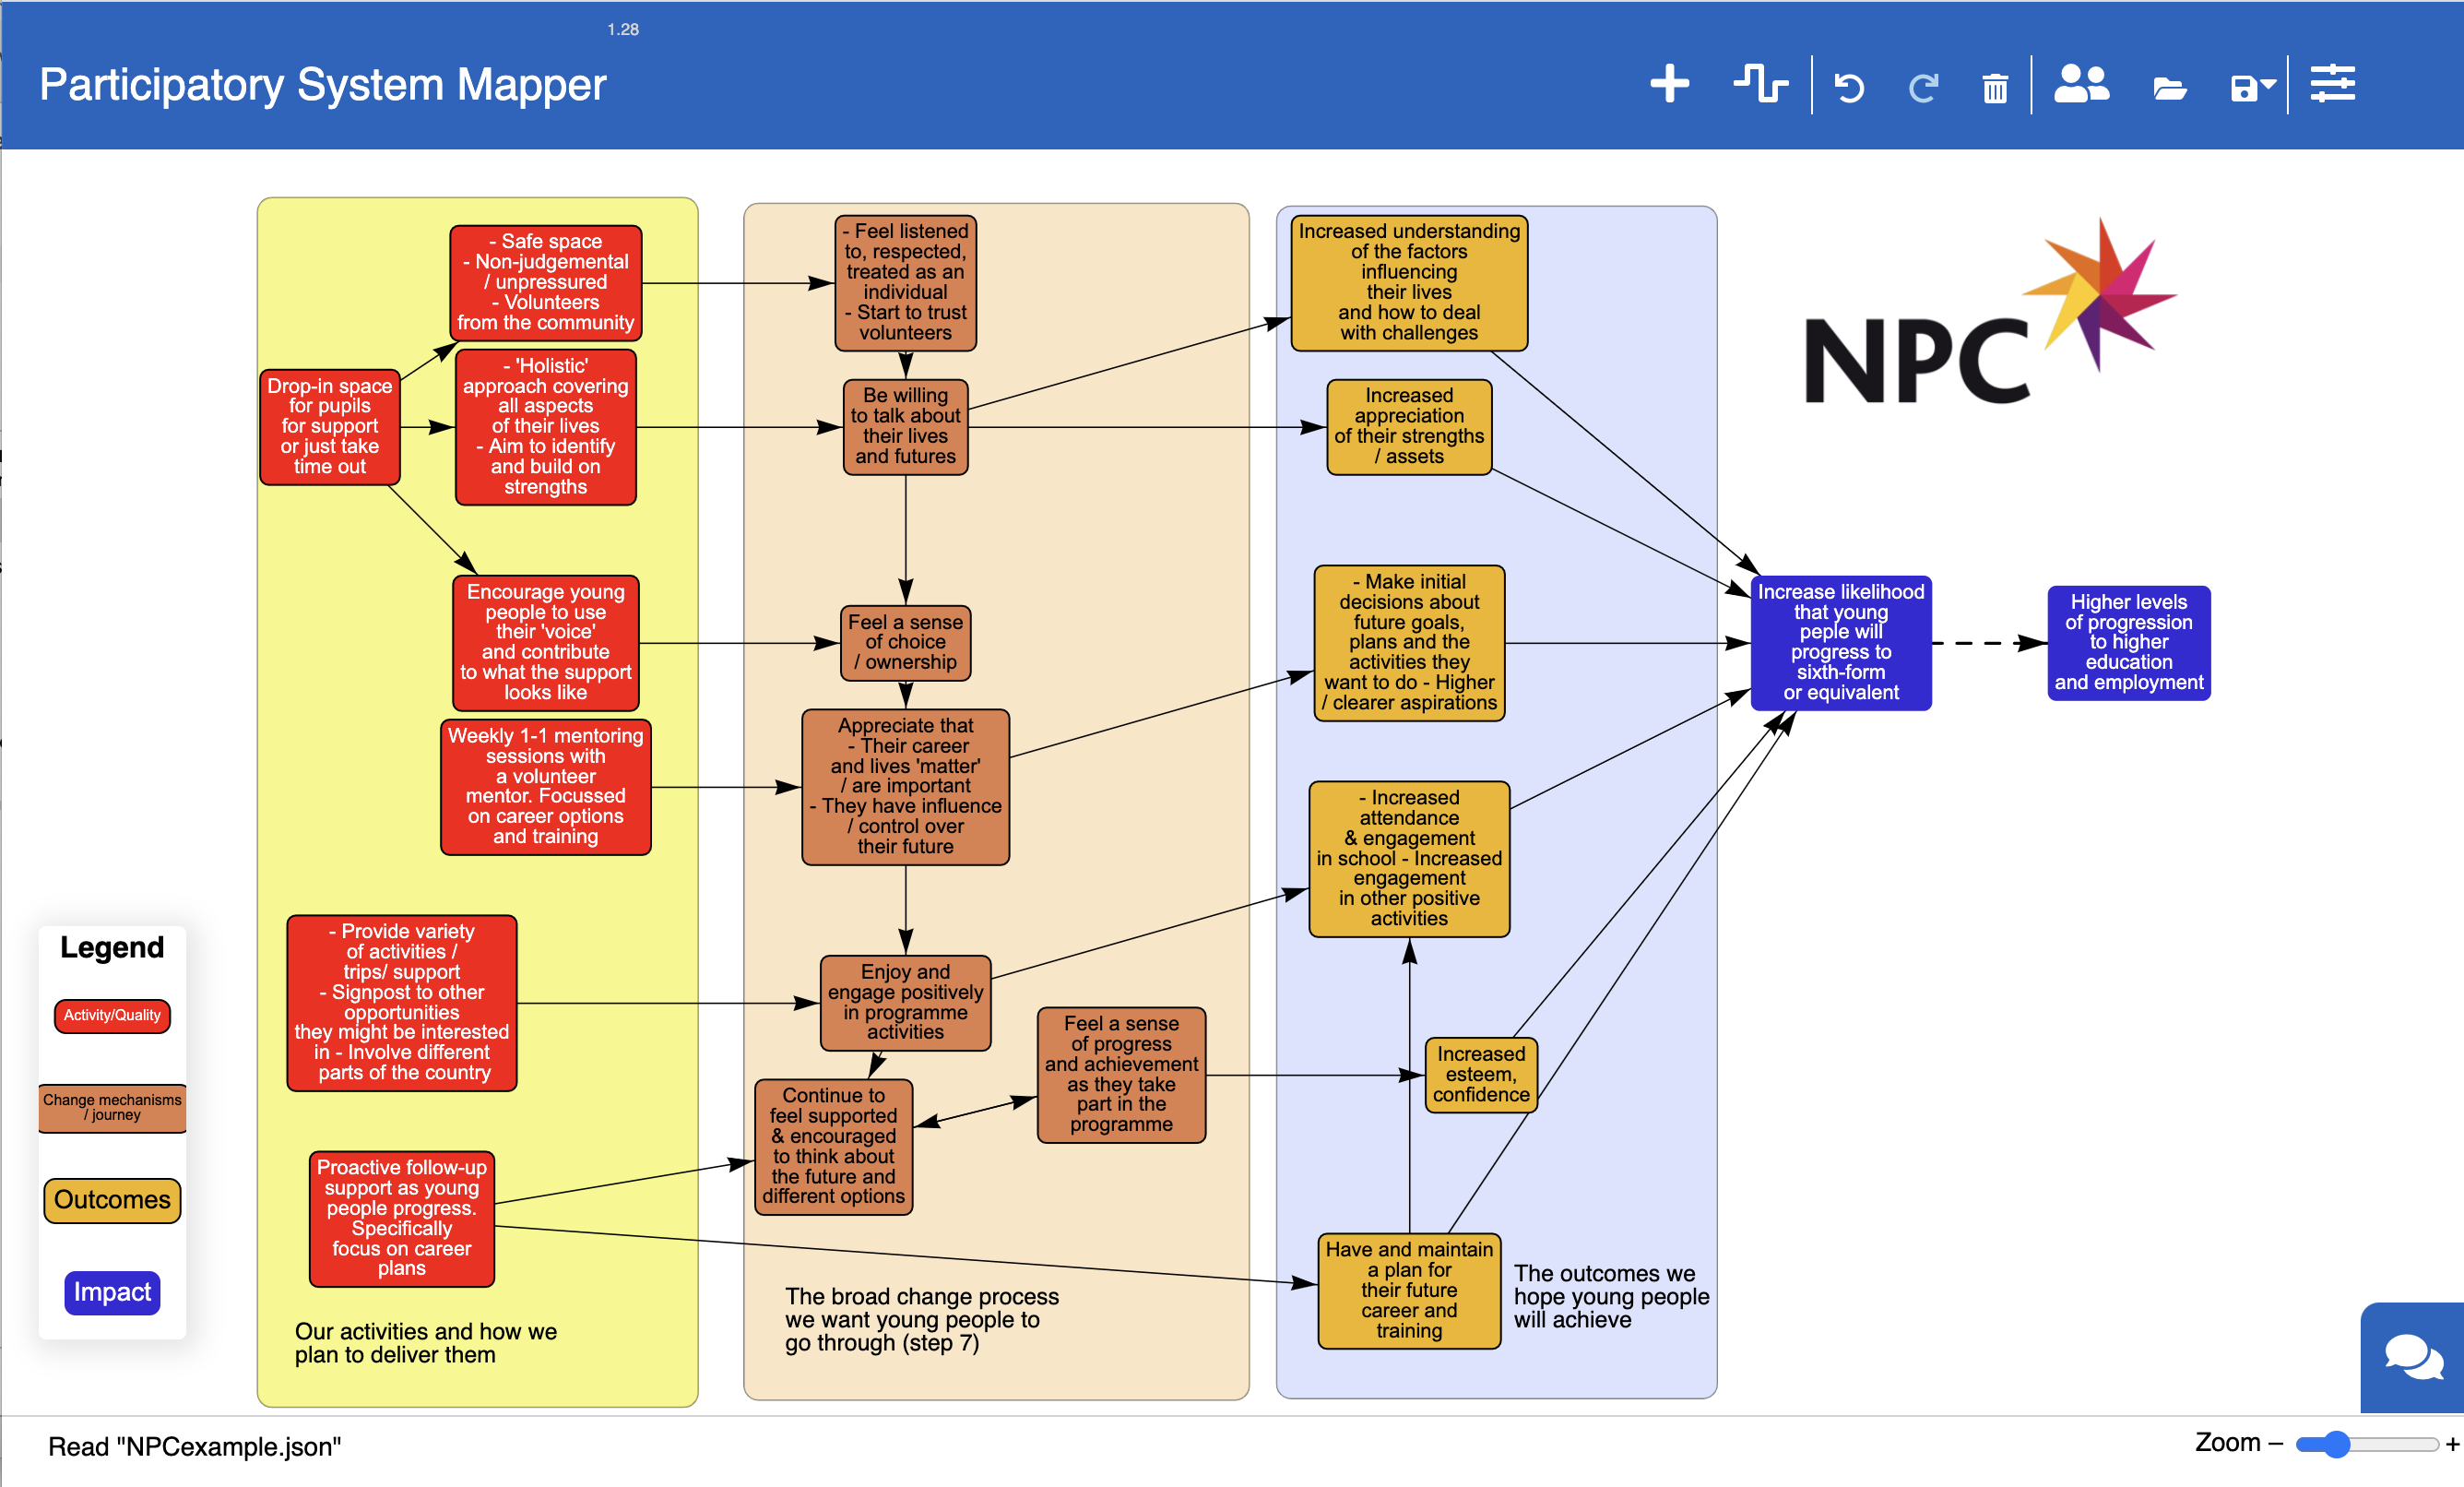 1.28
Participatory System Mapper
- Safe space
- Non-judgemental
/ unpressured
- Volunteers
from the community
Drop-in space
for pupils
for support
or just take
time out
- 'Holistic'
approach covering
all aspects
of their lives
- Aim to identify
and build on
strengths
Encourage young
people to use
their 'voice'
and contribute
to what the support
looks like
Weekly 1-1 mentoring
sessions with
a volunteer
mentor. Focussed
on career options
and training
- Provide variety
of activities /
trips/ support
- Signpost to other
opportunities
they might be interested
in - Involve different
parts of the country
Proactive follow-up
support as young
people progress.
Specifically
focus on career
plans
Our activities and how we
plan to deliver them
- Feel listened
to, respected,
treated as an
individual
- Start to trust
volunteers
Be willing
to talk about
their lives
and futures
Feel a sense
of choice
/ ownership
Appreciate that
- Their career
and lives 'matter'
/ are important
- They have influence
/ control over
their future
Enjoy and
engage positively
in programme
activities
Feel a sense
of progress
and achievement
as they take
part in the
programme
Continue to
feel supported
& encouraged
to think about
the future and
different options
The broad change process
we want young people to
go through (step 7)
Increased understanding
of the factors
influencing
their lives
and how to deal
with challenges
Increased
appreciation
of their strengths
/ assets
- Make initial
decisions about
future goals,
plans and the
activities they
want to do - Higher
/ clearer aspirations
- Increased
attendance
& engagement
in school - Increased
engagement
in other positive
activities
Increased
esteem,
confidence
Have and maintain
a plan for
their future
career and
training
The outcomes we
hope young people
will achieve
NPC
Increase likelihood
that young
peple will
progress to
sixth-form
or equivalent
Higher levels
of progression
to higher
education
and employment
Legend
Activity/Quality
Change mechanisms
/ journey
Outcomes
Impact
Read "NPCexample.json"
Zoom – +